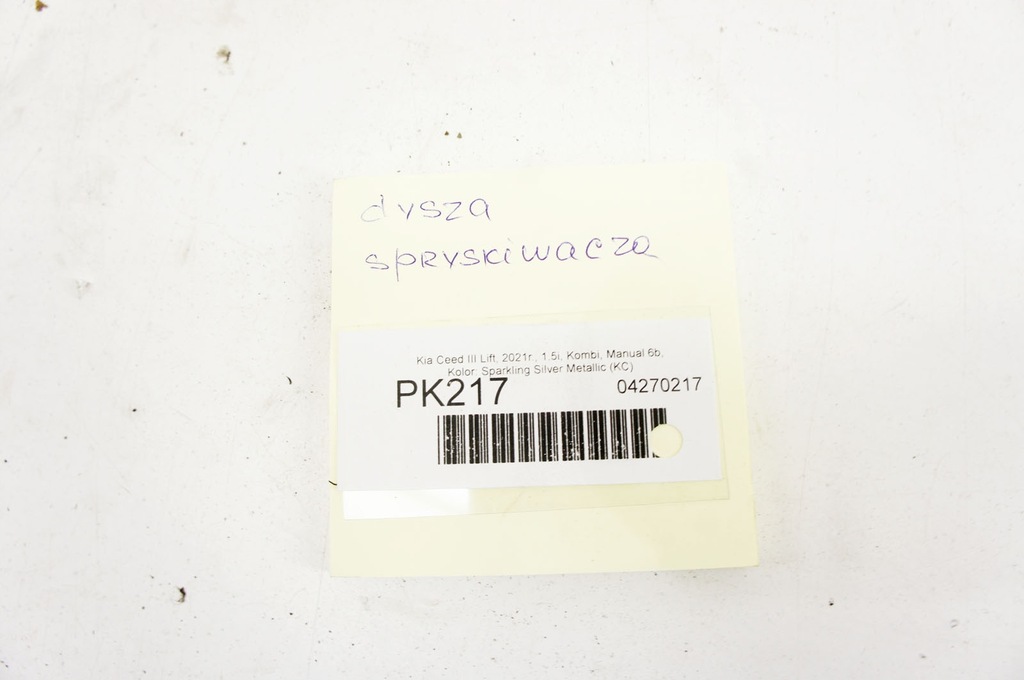 dysza
spryskiwacza
Kia Ceed III Lift, 2021r., 1.5i, Kombi, Manual 6b,
Kolor: Sparkling Silver Metallic (KC)
PK217 04270217